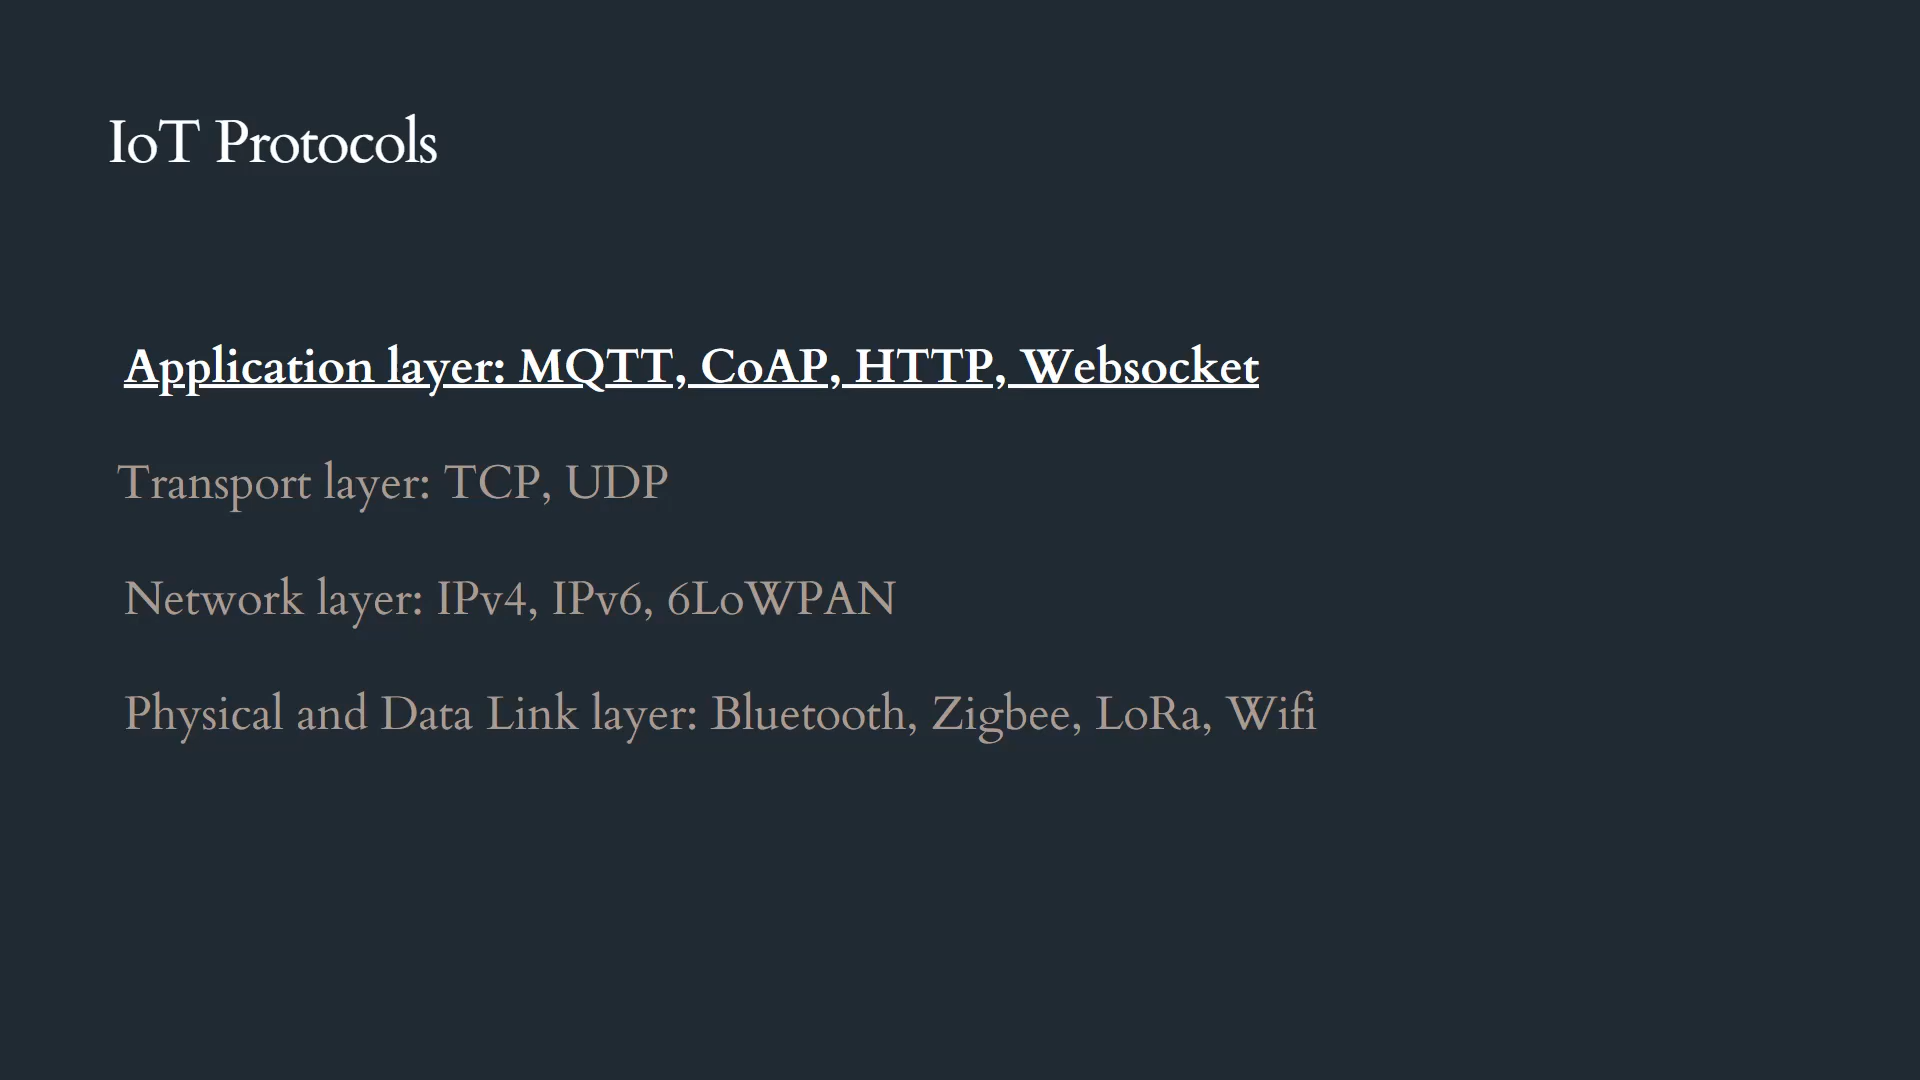 IoT Protocols
Application layer: MQTT, CoAP, HTTP, Websocket
Transport layer: TCP, UDP
Network layer: IPv4, IPv6, 6LoWPAN
Physical and Data Link layer: Bluetooth, Zigbee, LoRa, Wifi